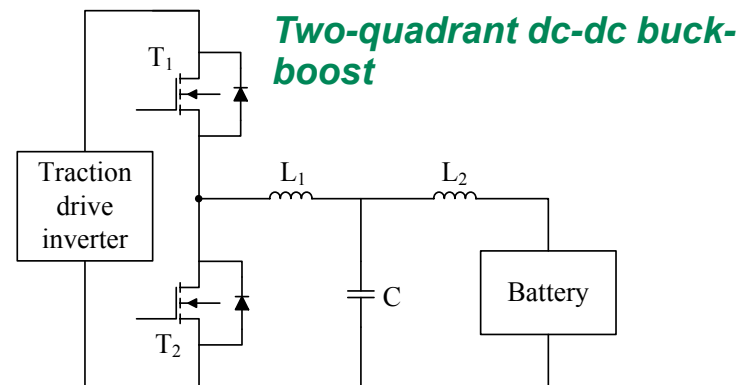 Two-quadrant dc-dc buck-
boost
T1
Traction
drive
inverter
L1
L2
C
Battery
T2